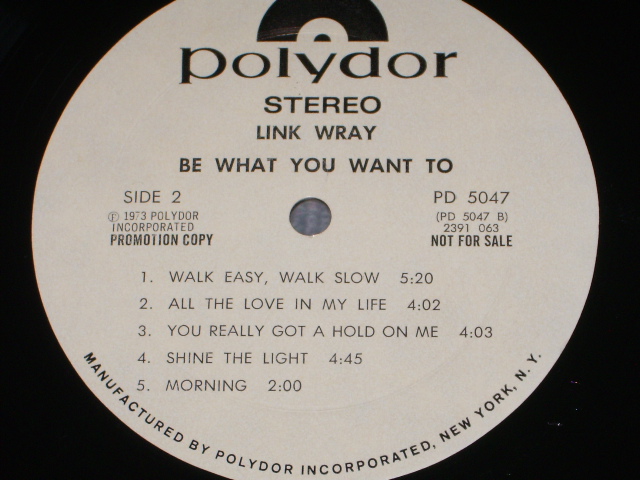 polydor
STEREO
LINK WRAY
BE WHAT YOU WANT TO
SIDE 2
℗ 1973 POLYDOR
INCORPORATED
PROMOTION COPY
PD 5047
(PD 5047 B)
2391 063
NOT FOR SALE
1. WALK EASY, WALK SLOW 5:20
2. ALL THE LOVE IN MY LIFE 4:02
3. YOU REALLY GOT A HOLD ON ME 4:03
4. SHINE THE LIGHT 4:45
5. MORNING 2:00
MANUFACTURED BY POLYDOR INCORPORATED, NEW YORK, N. Y.